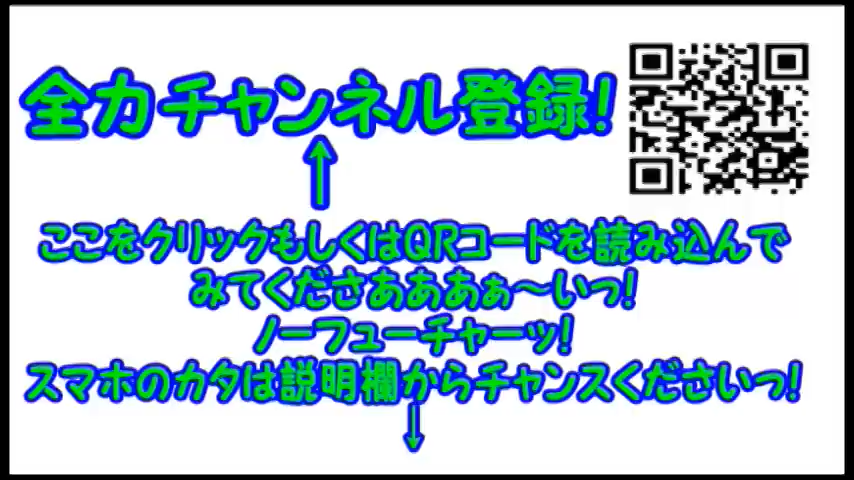 全力チャンネル登録!
↑
ここをクリックもしくはQRコードを読み込んで
みてくださあああぁ～いっ!
ノーフューチャーッ!
スマホのカタは説明欄からチャンスくださいっ!
↓